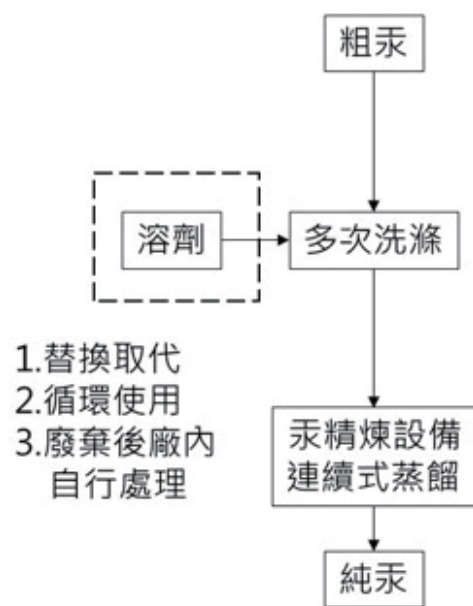 粗汞
溶劑
多次洗滌
1.替換取代
2.循環使用
3.廢棄後廠內
自行處理
汞精煉設備
連續式蒸餾
純汞